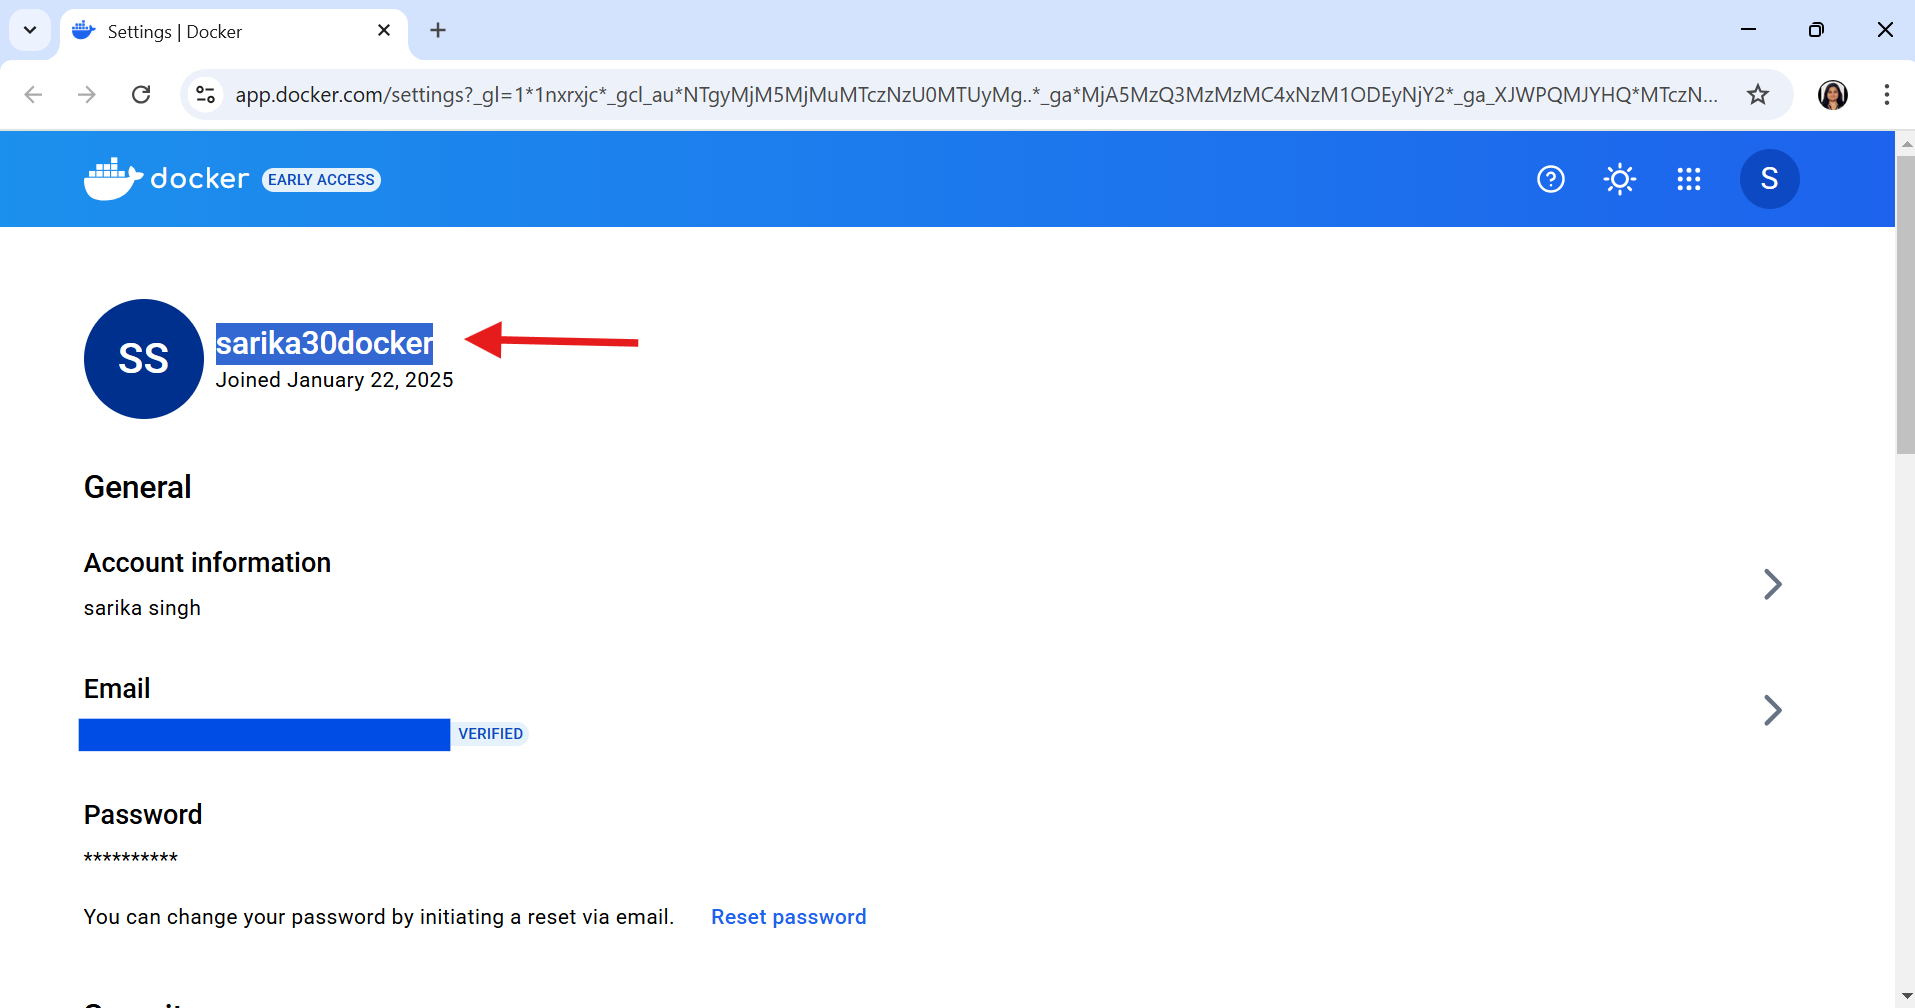 Settings | Docker
app.docker.com/settings?_gl=1*1nxrxjc*_gcl_au*NTgyMjM5MjMuMTczNzU0MTUyMg..*_ga*MjA5MzQ3MzMzMC4xNzM1ODEyNjY2*_ga_XJWPQMJYHQ*MTczN...
docker EARLY ACCESS
S
SS
sarika30docker
Joined January 22, 2025
General
Account information
sarika singh
Email
VERIFIED
Password
**********
You can change your password by initiating a reset via email. Reset password